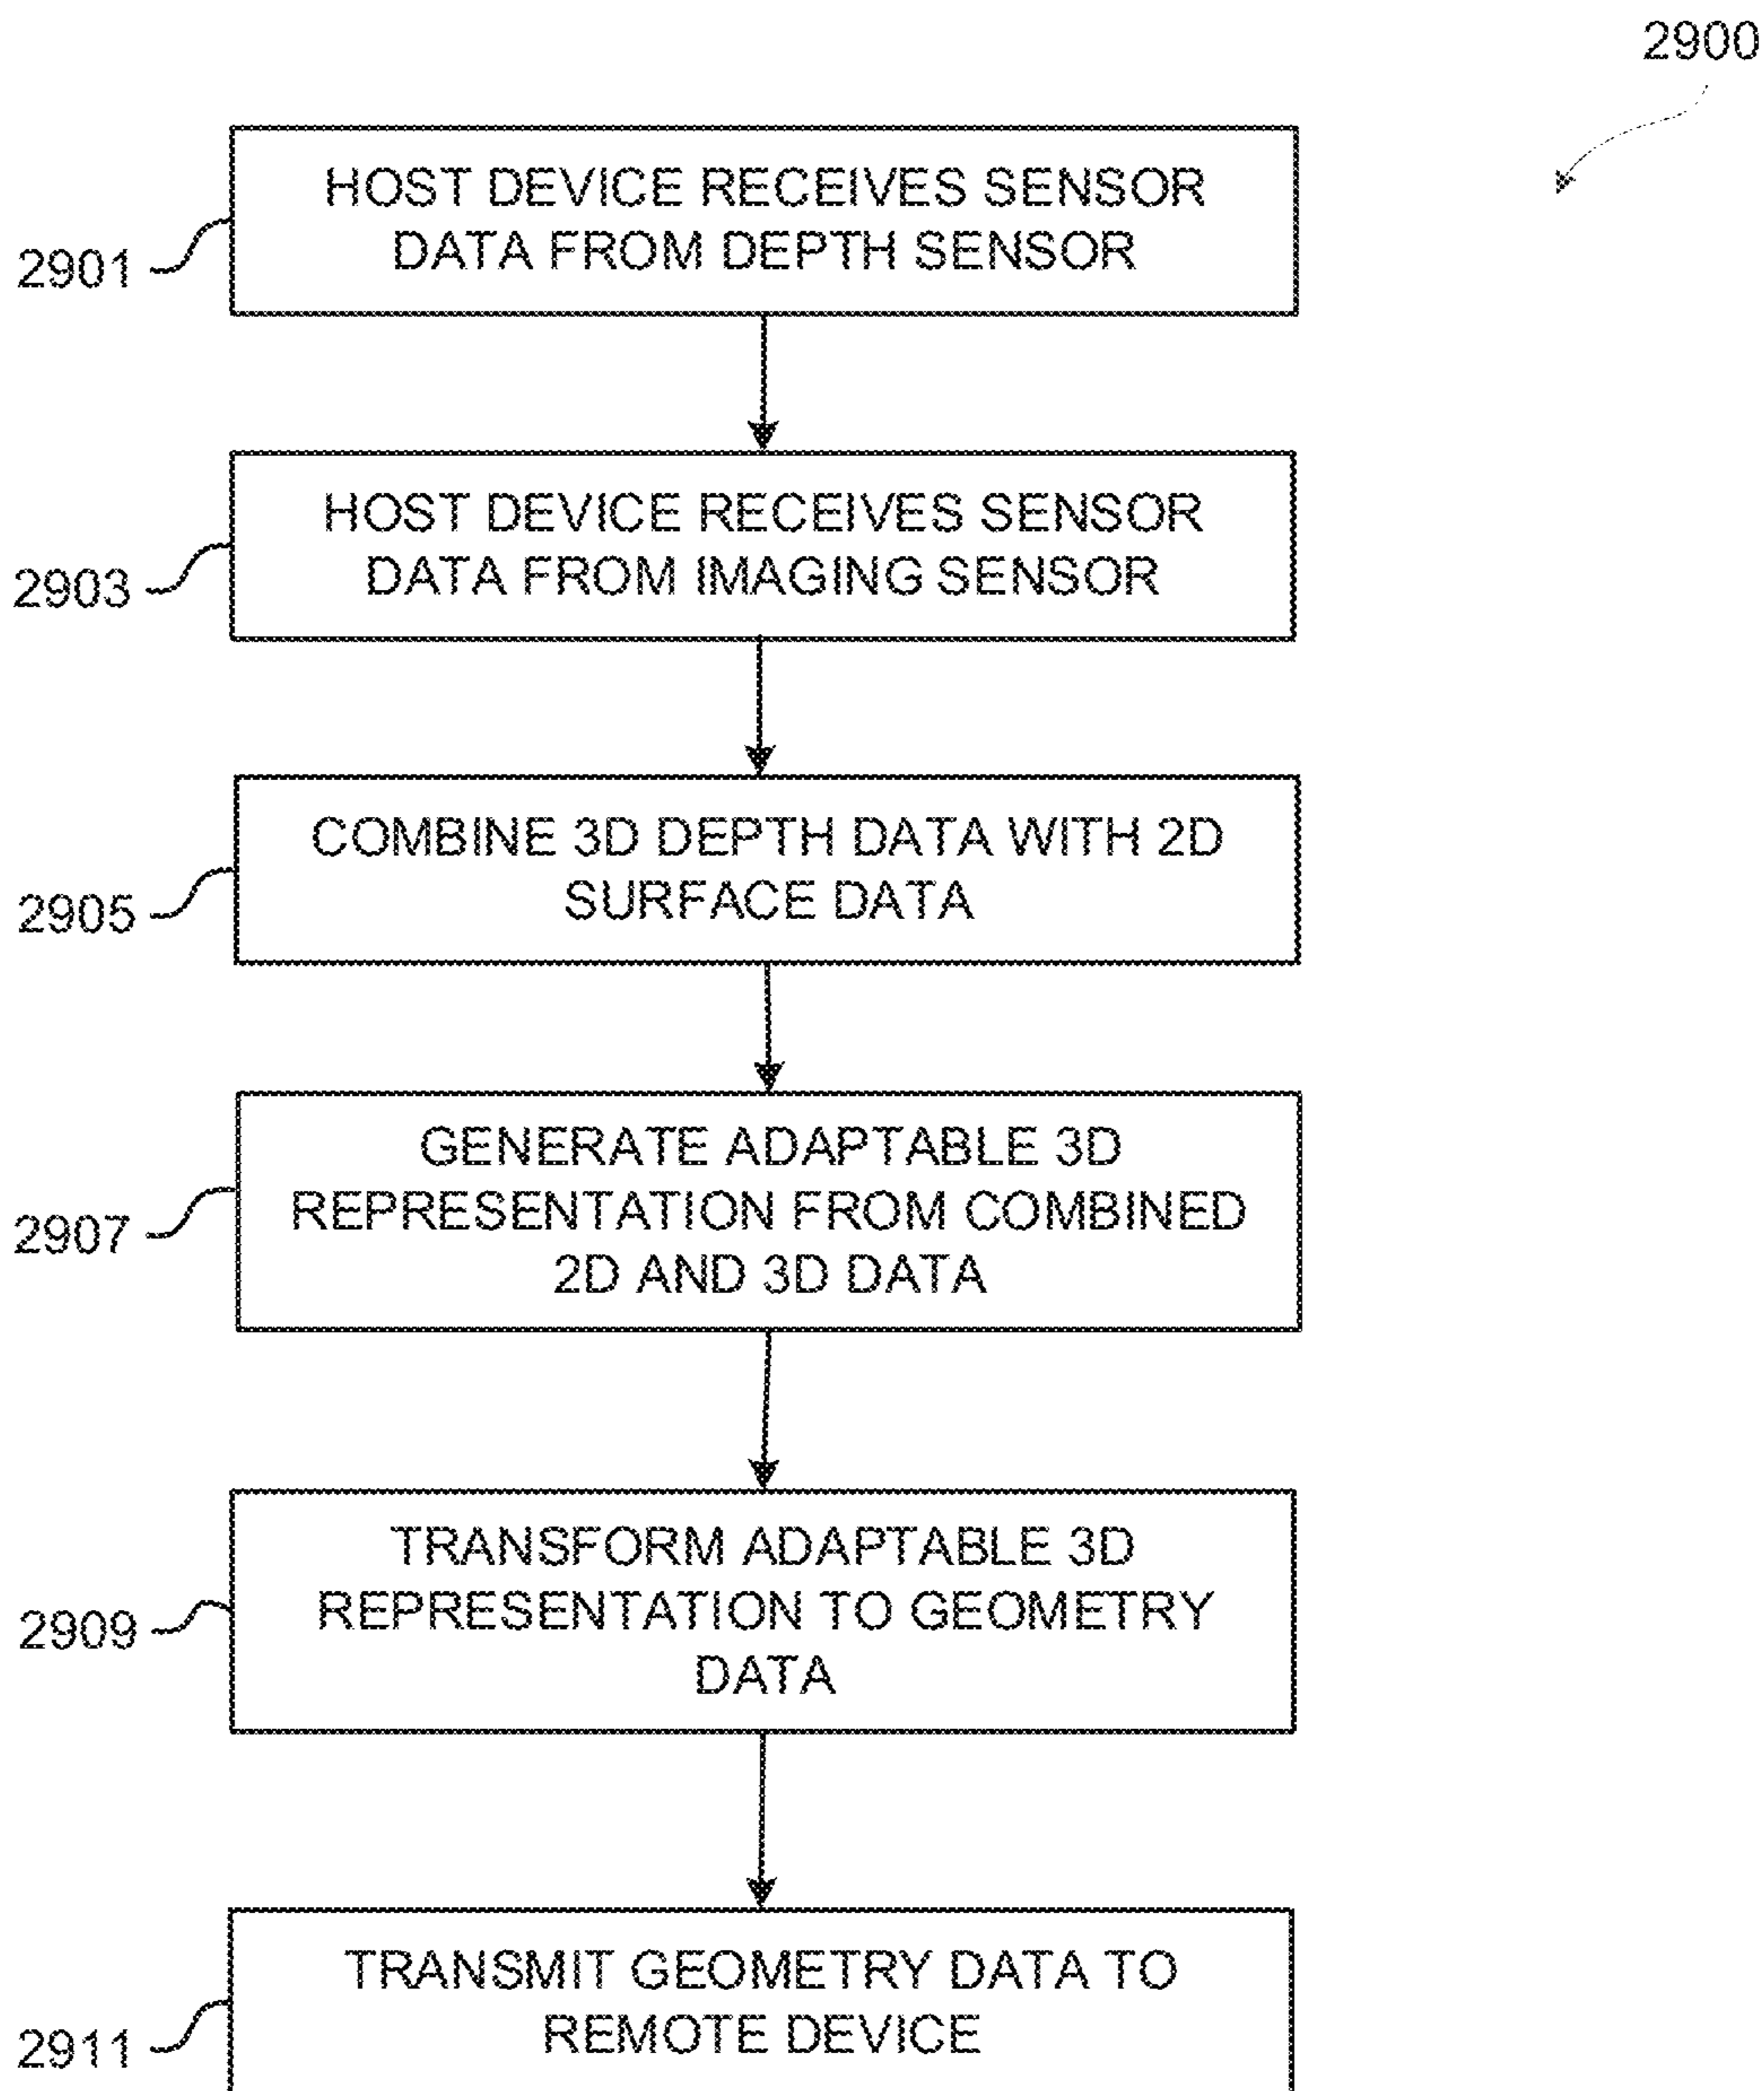 2900
HOST DEVICE RECEIVES SENSOR
DATA FROM DEPTH SENSOR
2901
HOST DEVICE RECEIVES SENSOR
DATA FROM IMAGING SENSOR
2903
COMBINE 3D DEPTH DATA WITH 2D
SURFACE DATA
2905
GENERATE ADAPTABLE 3D
REPRESENTATION FROM COMBINED
2D AND 3D DATA
2907
TRANSFORM ADAPTABLE 3D
REPRESENTATION TO GEOMETRY
DATA
2909
TRANSMIT GEOMETRY DATA TO
REMOTE DEVICE
2911